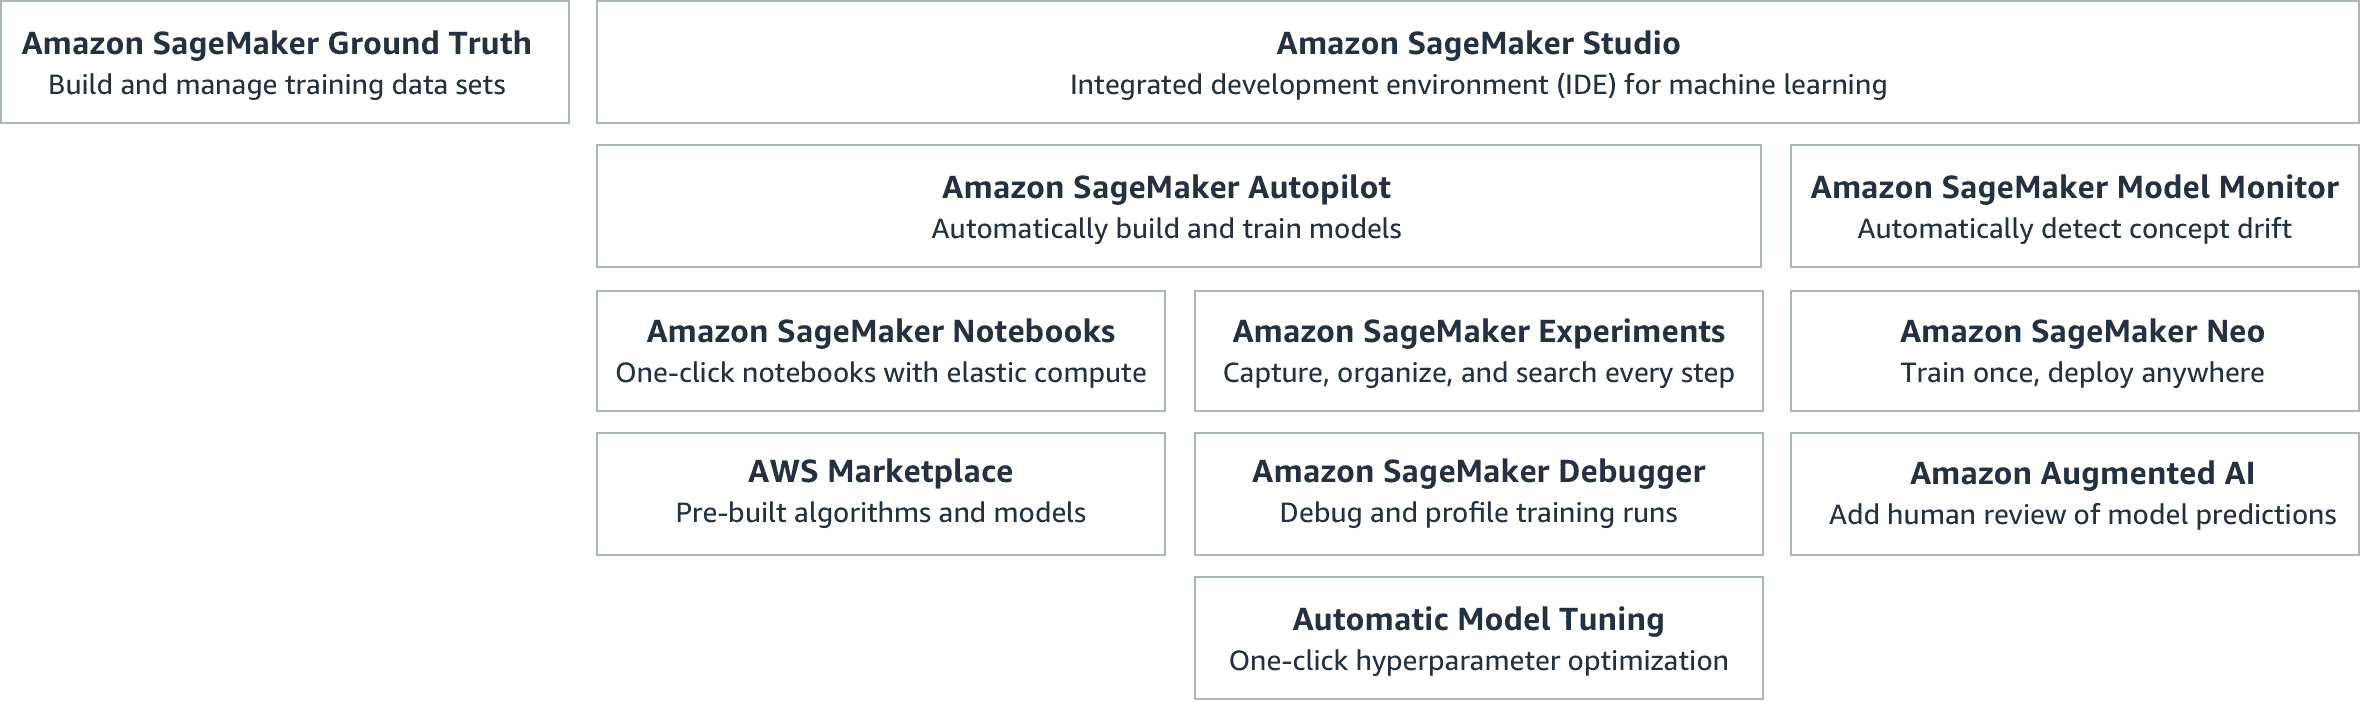 Amazon SageMaker Ground Truth
Build and manage training data sets
Amazon SageMaker Studio
Integrated development environment (IDE) for machine learning
Amazon SageMaker Autopilot
Automatically build and train models
Amazon SageMaker Model Monitor
Automatically detect concept drift
Amazon SageMaker Notebooks
One-click notebooks with elastic compute
Amazon SageMaker Experiments
Capture, organize, and search every step
Amazon SageMaker Neo
Train once, deploy anywhere
AWS Marketplace
Pre-built algorithms and models
Amazon SageMaker Debugger
Debug and profile training runs
Amazon Augmented AI
Add human review of model predictions
Automatic Model Tuning
One-click hyperparameter optimization